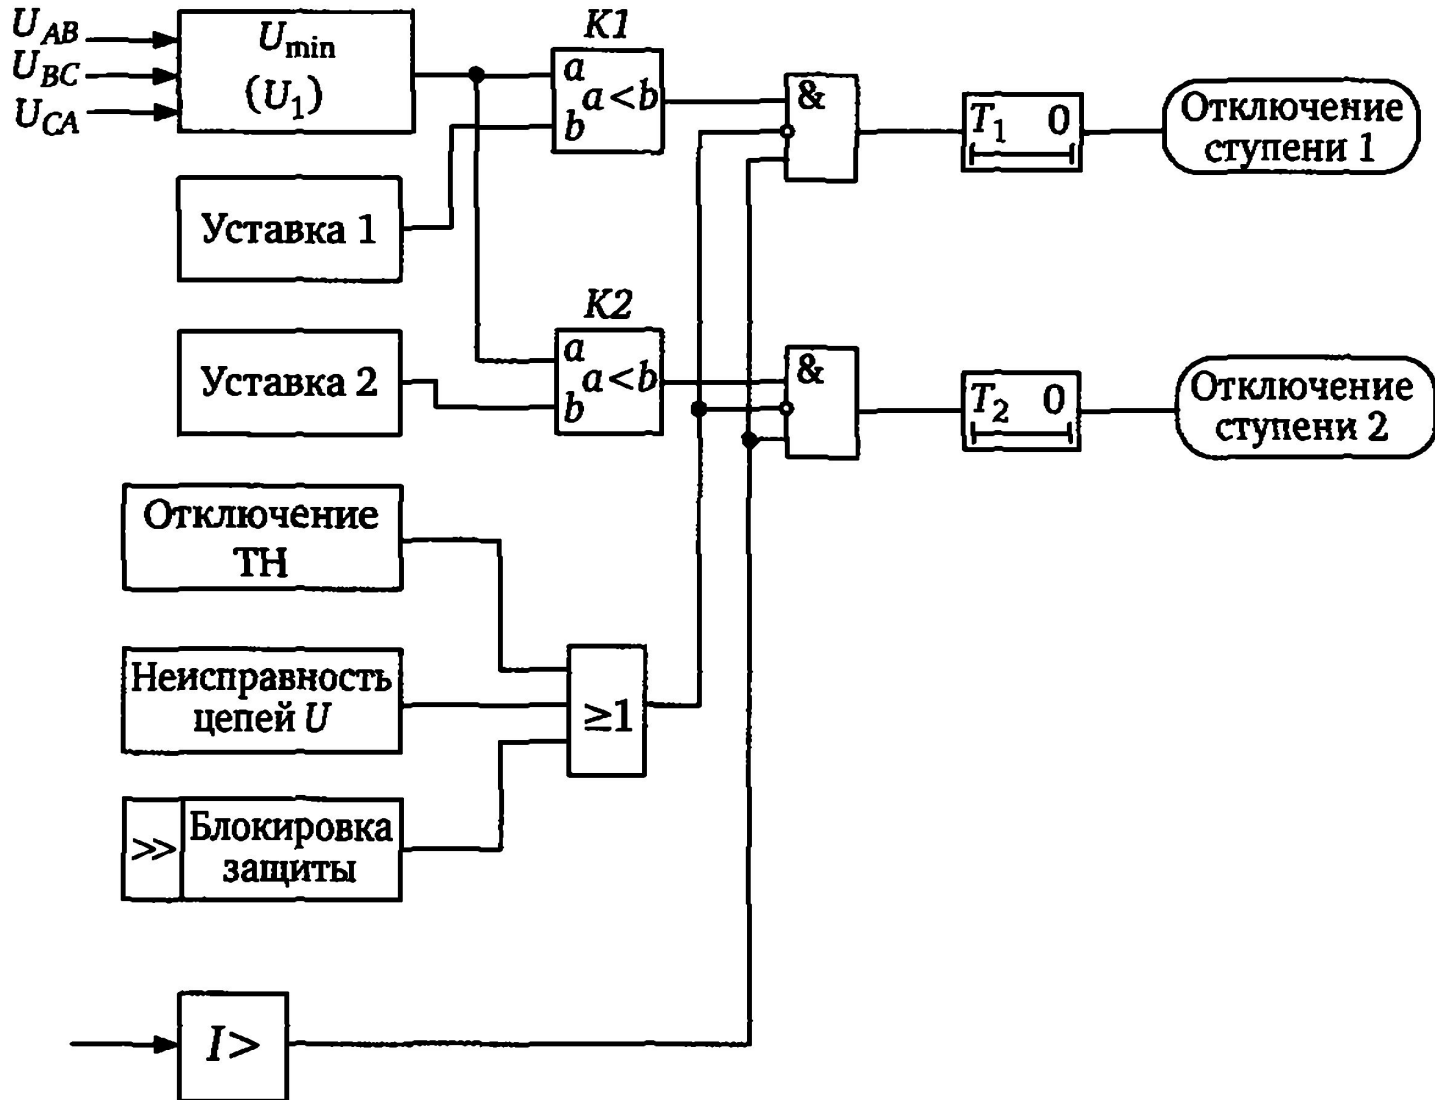 U_AB
U_BC
U_CA
U_min
(U_1)
K1
a
a<b
b
&
T_1 0
Отключение
ступени 1
Уставка 1
K2
a
a<b
b
&
T_2 0
Отключение
ступени 2
Уставка 2
Отключение
ТН
Неисправность
цепей U
≥1
>> Блокировка
защиты
I>